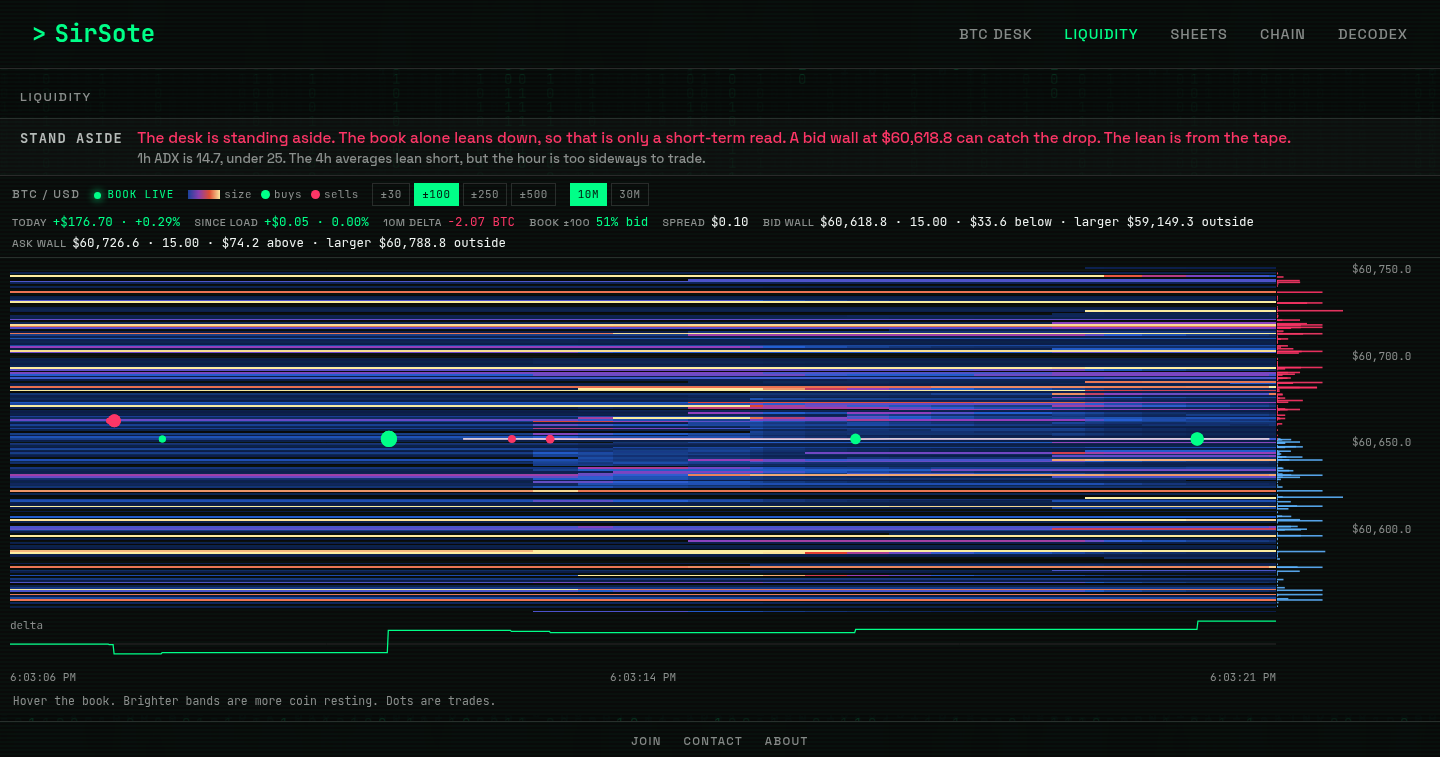 > SirSote
BTC DESK LIQUIDITY SHEETS CHAIN DECODEX
LIQUIDITY
STAND ASIDE The desk is standing aside. The book alone leans down, so that is only a short-term read. A bid wall at $60,618.8 can catch the drop. The lean is from the tape.
1h ADX is 14.7, under 25. The 4h averages lean short, but the hour is too sideways to trade.
BTC / USD BOOK LIVE size buys sells ±30 ±100 ±250 ±500 10M 30M
TODAY +$176.70 · +0.29% SINCE LOAD +$0.05 · 0.00% 10M DELTA -2.07 BTC BOOK ±100 51% bid SPREAD $0.10 BID WALL $60,618.8 · 15.00 · $33.6 below · larger $59,149.3 outside
ASK WALL $60,726.6 · 15.00 · $74.2 above · larger $60,788.8 outside
$60,750.0
$60,700.0
$60,650.0
$60,600.0
delta
6:03:06 PM 6:03:14 PM 6:03:21 PM
Hover the book. Brighter bands are more coin resting. Dots are trades.
JOIN CONTACT ABOUT